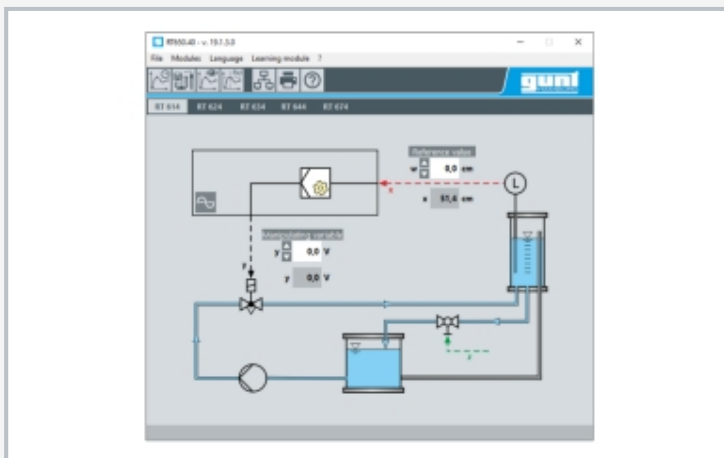 RT650.40 - v. 19.1.3.0
File Modules Language Learning module ?
gunt
RT 614 RT 624 RT 634 RT 644 RT 674
Reference value
w 0,0 cm
x
L
x 51,4 cm
Manipulating variable
y 0,0 V
y
y 0,0 V
z